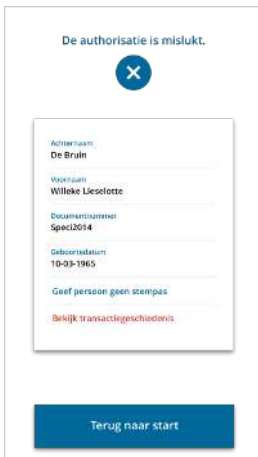 De authorisatie is mislukt.
Achternaam
De Bruin
Voornaam
Willeke Lieselotte
Documentnummer
Speci2014
Geboortedatum
10-03-1965
Geef persoon geen stempas
Bekijk transactiegeschiedenis
Terug naar start